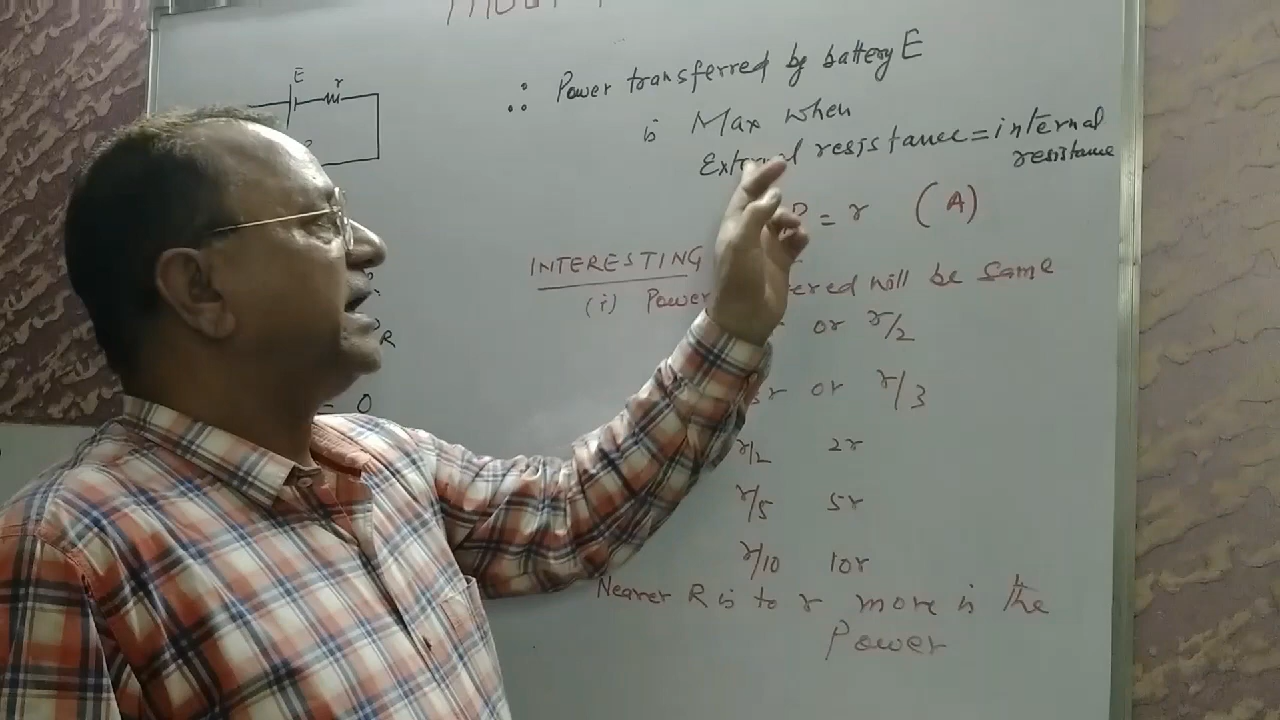 E
r
R
= 0
∴ Power transferred by battery E
is Max when
External resistance = internal
resistance
= r (A)
INTERESTING
(i) Power will be same
or r/2
or r/3
r/2 2r
r/5 5r
r/10 10r
Nearer R is to r more is the
Power